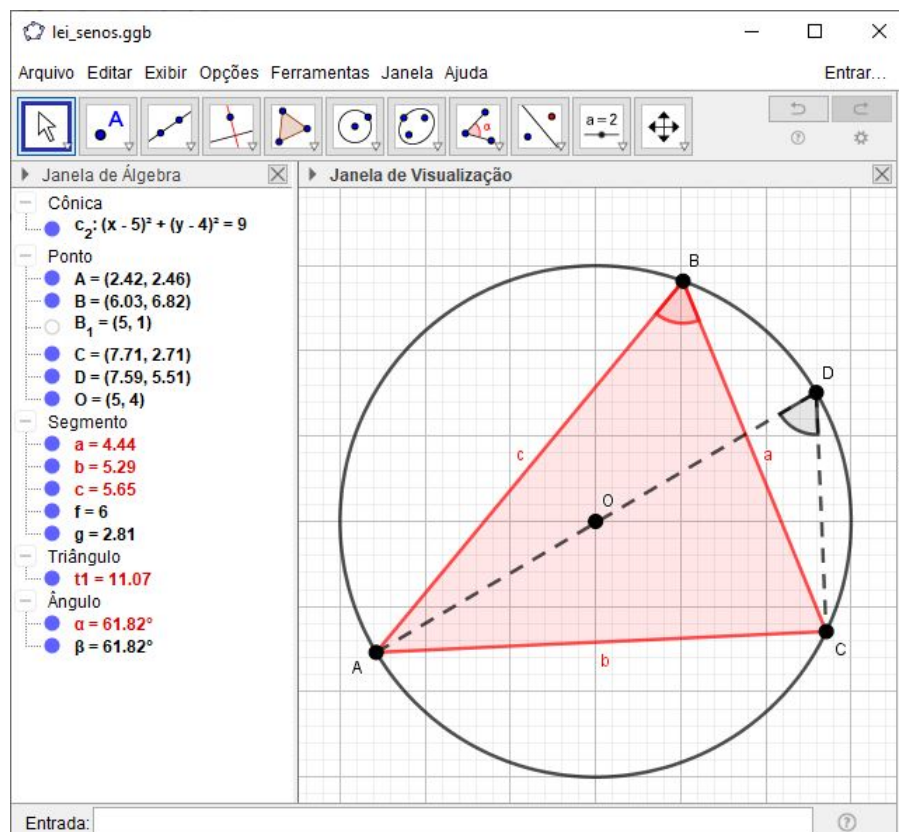 lei_senos.ggb
Arquivo Editar Exibir Opções Ferramentas Janela Ajuda Entrar...
A
α
a = 2
Janela de Álgebra
Janela de Visualização
Cônica
c₂: (x - 5)² + (y - 4)² = 9
Ponto
A = (2.42, 2.46)
B = (6.03, 6.82)
B₁ = (5, 1)
C = (7.71, 2.71)
D = (7.59, 5.51)
O = (5, 4)
Segmento
a = 4.44
b = 5.29
c = 5.65
f = 6
g = 2.81
Triângulo
t1 = 11.07
Ângulo
α = 61.82°
β = 61.82°
B
D
c
a
O
A
b
C
Entrada: